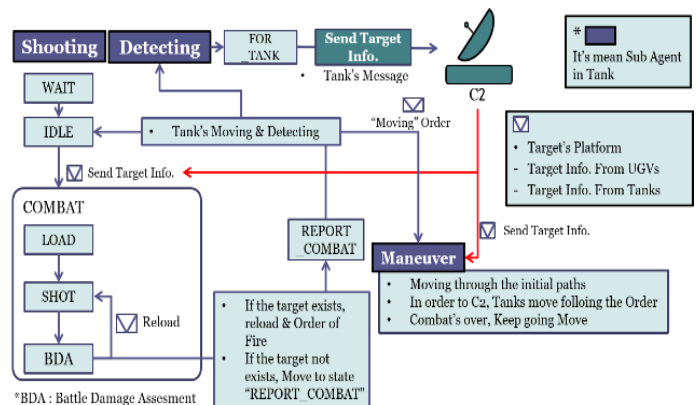 Shooting
Detecting
FOR
_TANK
Send Target
Info.
• Tank's Message
C2
*
It's mean Sub Agent
in Tank
WAIT
IDLE
• Tank's Moving & Detecting
"Moving" Order
• Target's Platform
- Target Info. From UGVs
- Target Info. From Tanks
Send Target Info.
COMBAT
LOAD
SHOT
BDA
Reload
REPORT
_COMBAT
Send Target Info.
Maneuver
• Moving through the initial paths
• In order to C2, Tanks move folloing the Order
• Combat's over, Keep going Move
• If the target exists,
reload & Order of
Fire
• If the target not
exists, Move to state
"REPORT_COMBAT"
*BDA : Battle Damage Assesment